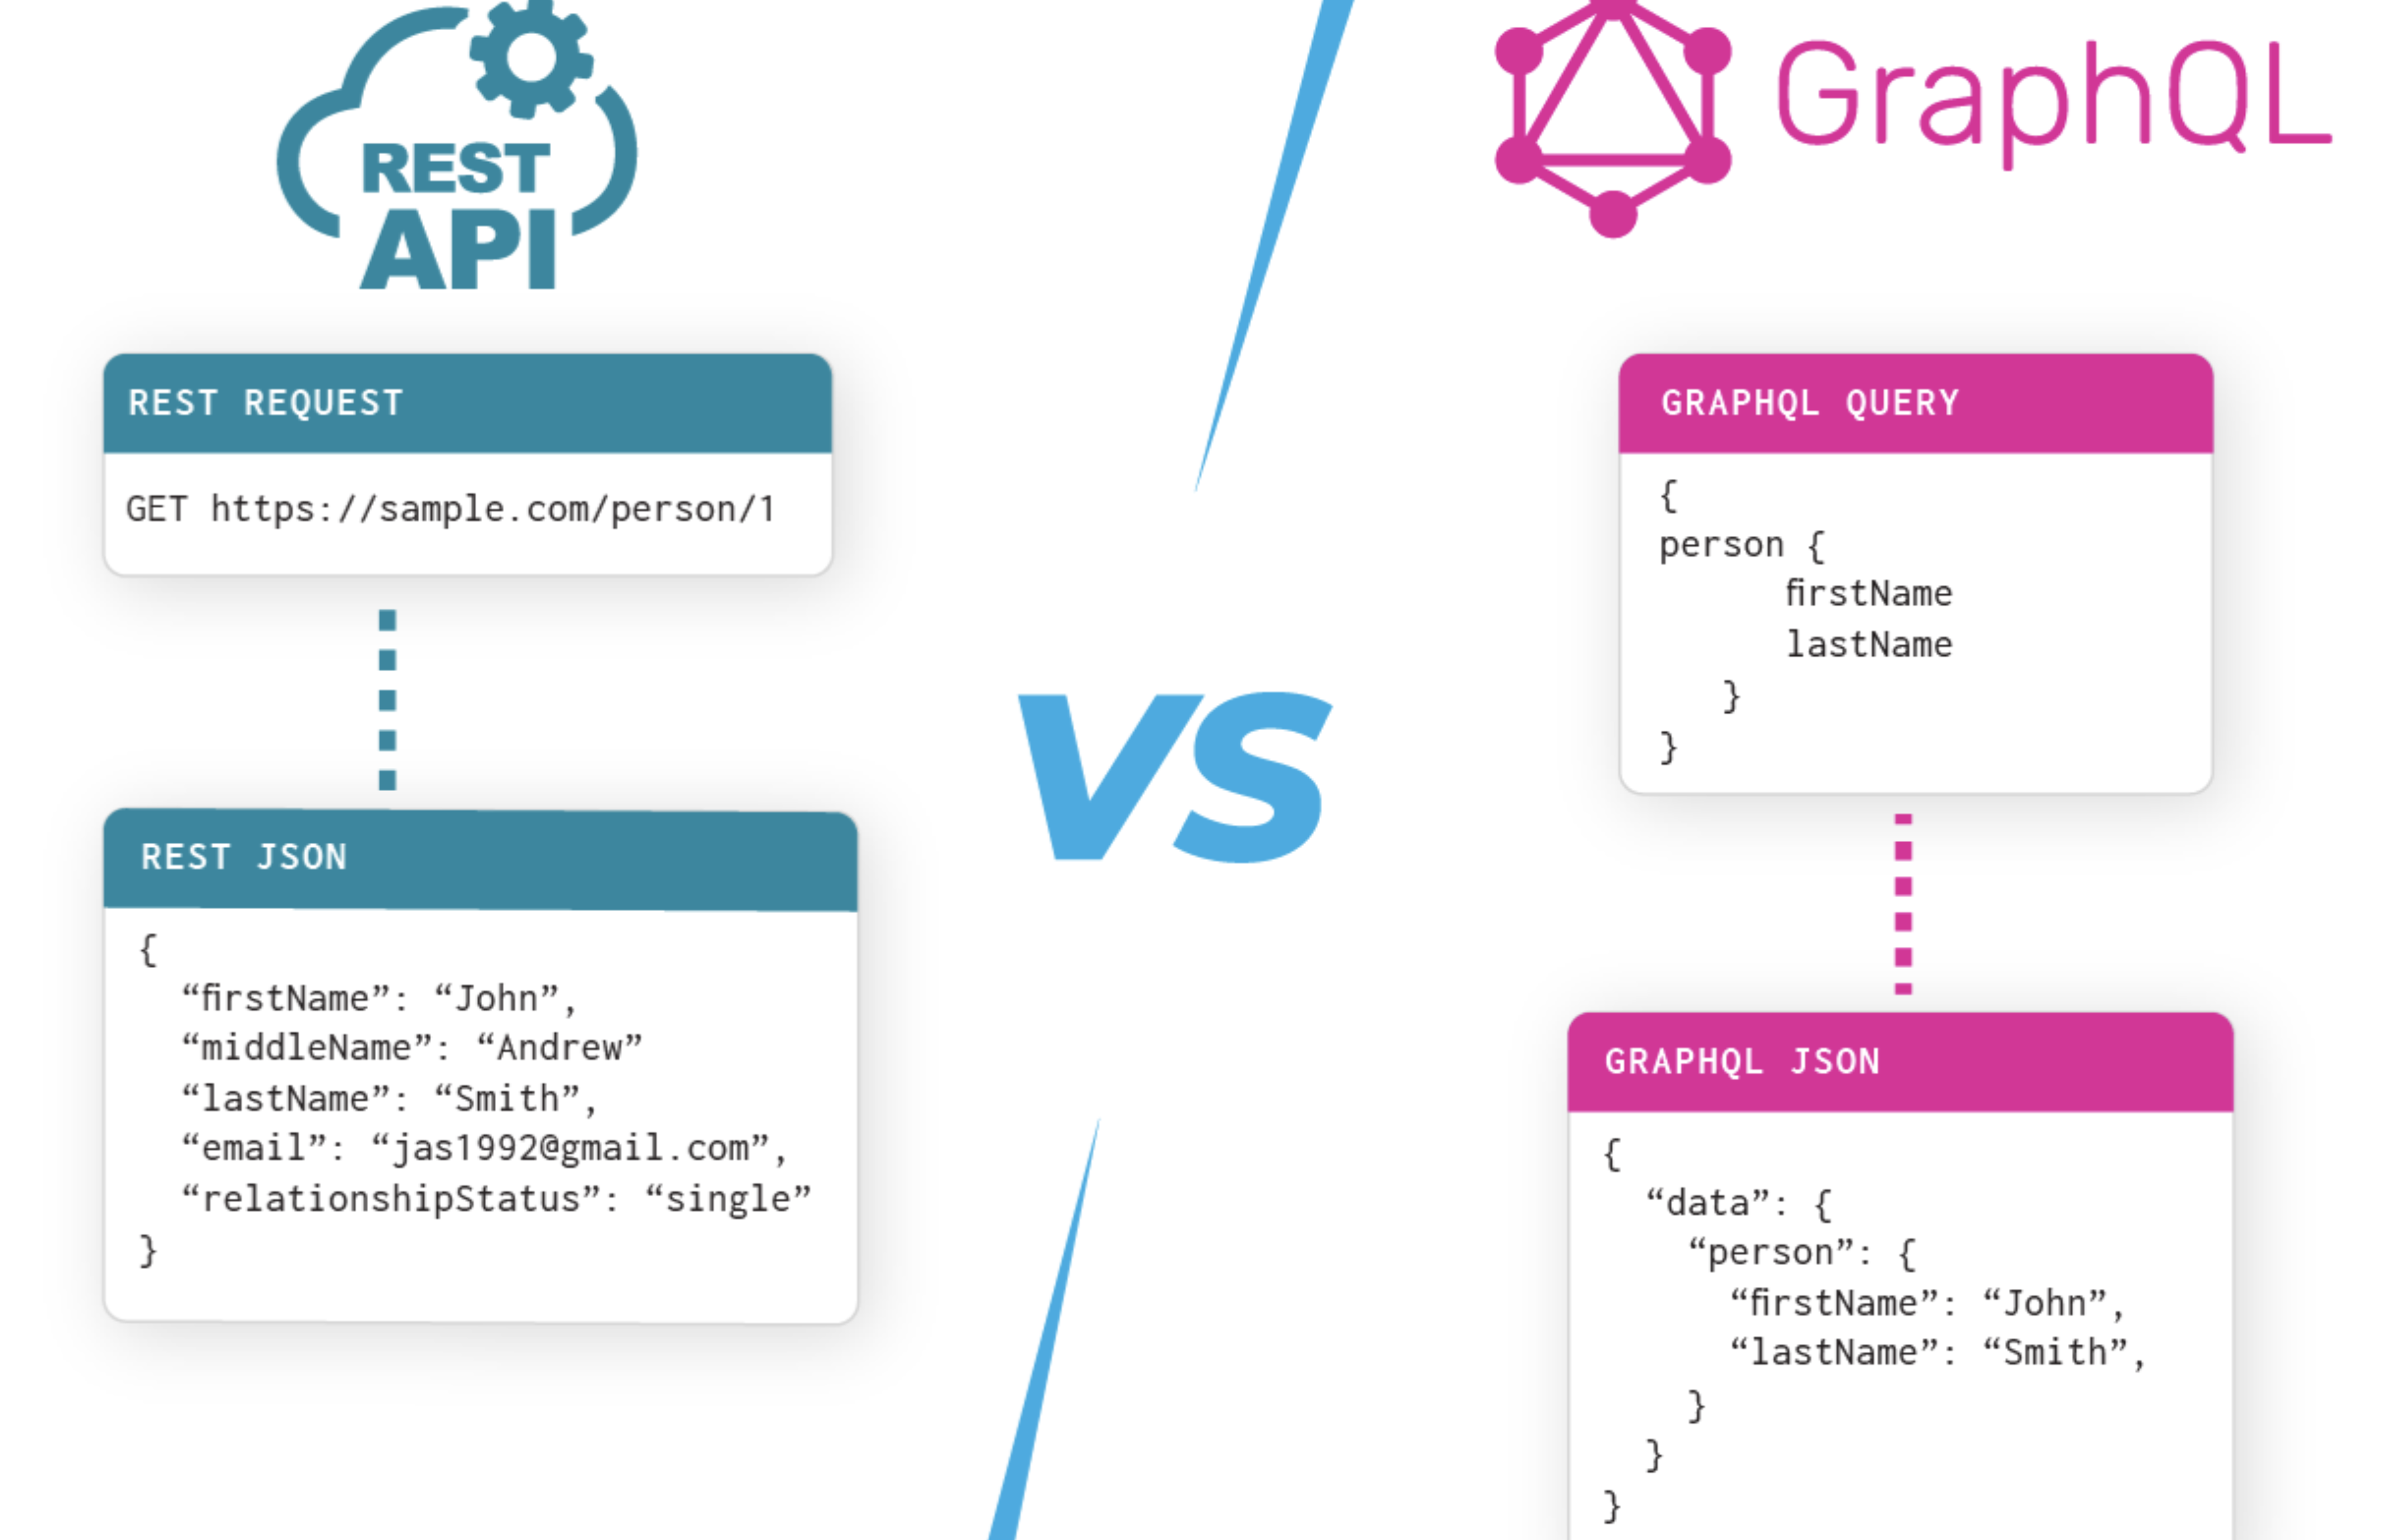 REST
API
REST REQUEST
GET https://sample.com/person/1
REST JSON
{
  “firstName”: “John”,
  “middleName”: “Andrew”
  “lastName”: “Smith”,
  “email”: “jas1992@gmail.com”,
  “relationshipStatus”: “single”
}
VS
GraphQL
GRAPHQL QUERY
{
person {
      firstName
      lastName
   }
}
GRAPHQL JSON
{
  “data”: {
    “person”: {
      “firstName”: “John”,
      “lastName”: “Smith”,
    }
  }
}